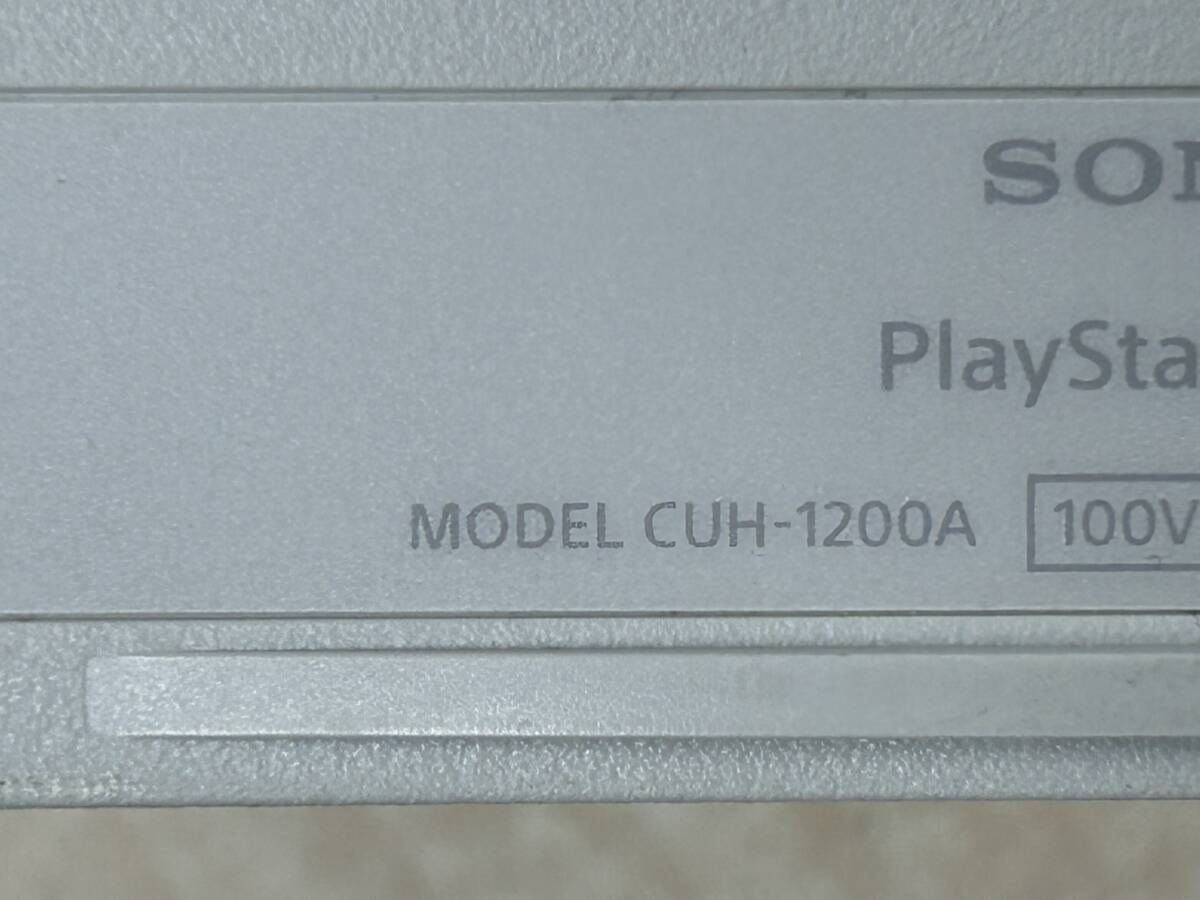 SON
PlaySta
MODEL CUH-1200A 100V